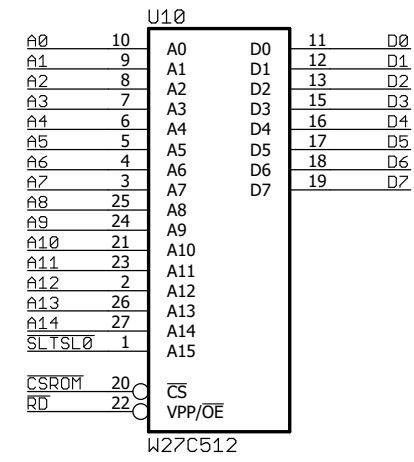 U10
A0 10 A0 D0 11 D0
A1 9 A1 D1 12 D1
A2 8 A2 D2 13 D2
A3 7 A3 D3 15 D3
A4 6 A4 D4 16 D4
A5 5 A5 D5 17 D5
A6 4 A6 D6 18 D6
A7 3 A7 D7 19 D7
A8 25 A8
A9 24 A9
A10 21 A10
A11 23 A11
A12 2 A12
A13 26 A13
A14 27 A14
SLTSL0 1 A15
CSROM 20 CS
RD 22 VPP/OE
W27C512